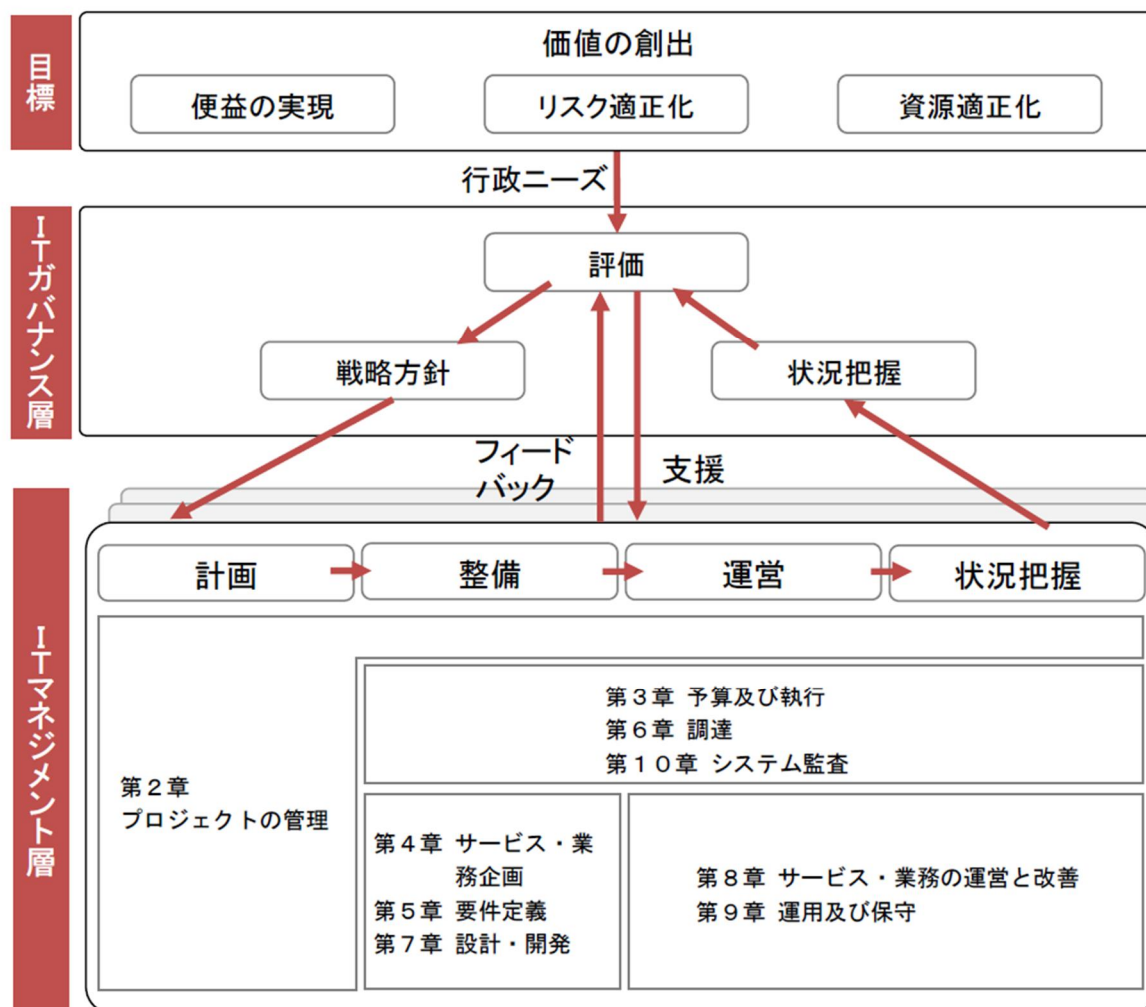 目標
価値の創出
便益の実現
リスク適正化
資源適正化
行政ニーズ
ITガバナンス層
評価
戦略方針
状況把握
フィード
バック
支援
ITマネジメント層
計画
整備
運営
状況把握
第２章
プロジェクトの管理
第３章 予算及び執行
第６章 調達
第１０章 システム監査
第４章 サービス・業
務企画
第５章 要件定義
第７章 設計・開発
第８章 サービス・業務の運営と改善
第９章 運用及び保守